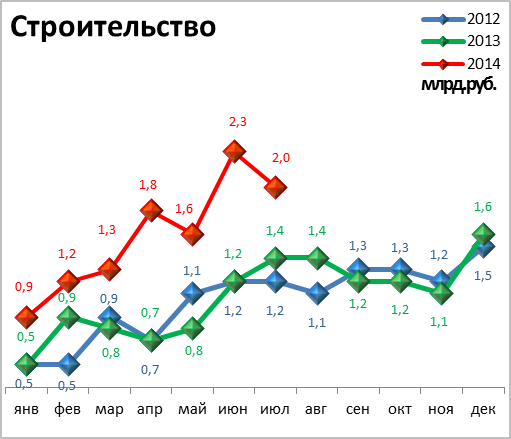 Строительство
2012
2013
2014
млрд.руб.
2,3
2,0
1,8
1,6
1,3
1,2
0,9
1,6
1,4 1,4
1,2
1,3 1,3 1,2
1,1
1,5
0,5 0,9 0,9 0,7
0,8 0,7 0,8
1,2 1,2 1,1 1,2 1,2 1,1
0,5 0,5
янв фев мар апр май июн июл авг сен окт ноя дек